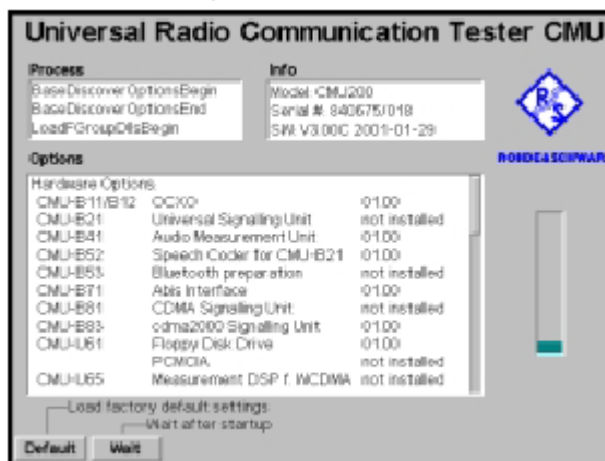 Universal Radio Communication Tester CMU
Process
BaseDiscoverOptionsBegin
BaseDiscoverOptionsEnd
LoadFGroupDllsBegin
Info
Model: CMU200
Serial #: 840675/018
S/W: V3.00C 2001-01-29
R&S
ROHDE&SCHWAR
Options
Hardware Options
CMU-B11/B12 OCXO 01.00
CMU-B21 Universal Signalling Unit not installed
CMU-B41 Audio Measurement Unit 01.00
CMU-B52 Speech Coder for CMU-B21 01.00
CMU-B53 Bluetooth preparation not installed
CMU-B71 Abis Interface 01.00
CMU-B81 CDMA Signaling Unit not installed
CMU-B83 cdma2000 Signaling Unit 01.00
CMU-U61 Floppy Disk Drive 01.00
PCMCIA not installed
CMU-U65 Measurement DSP f. WCDMA not installed
Load factory default settings
Wait after startup
Default Wait